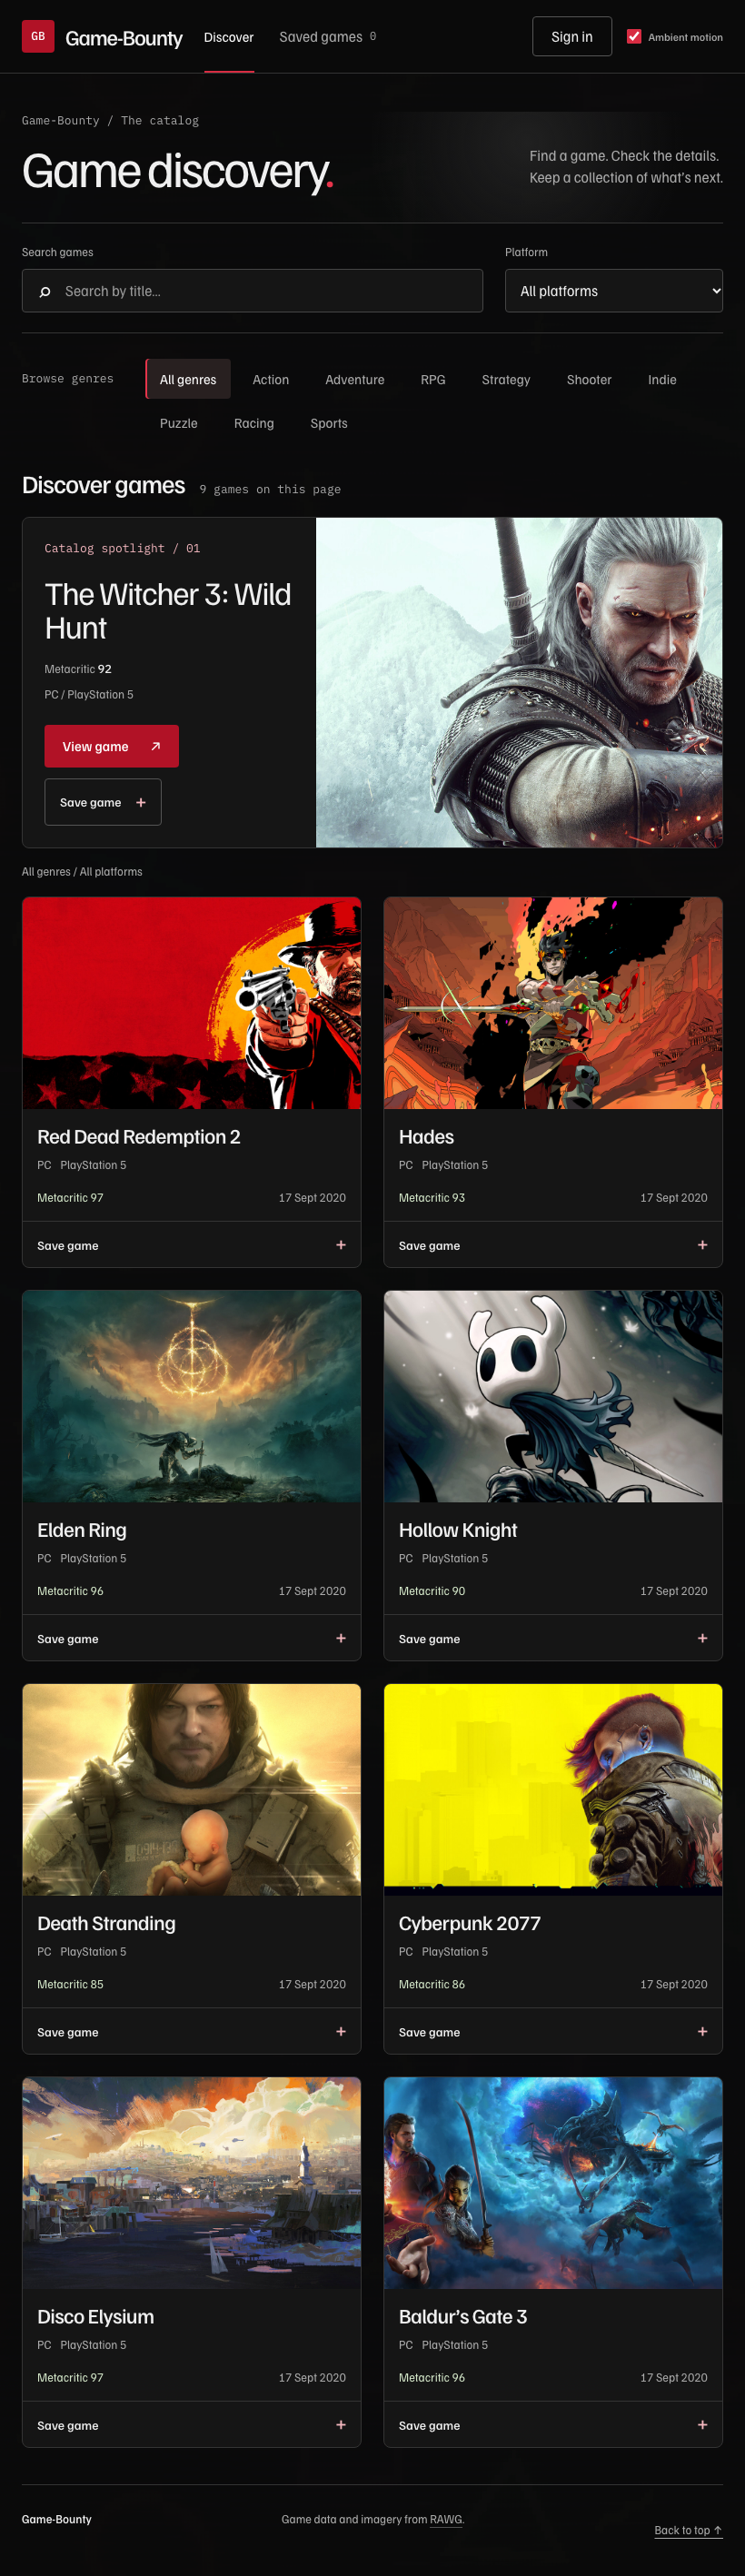 GB Game-Bounty Discover Saved games 0 Sign in Ambient motion
Game-Bounty / The catalog
Game discovery.
Find a game. Check the details.
Keep a collection of what's next.
Search games
Search by title...
Platform
All platforms
Browse genres
All genres Action Adventure RPG Strategy Shooter Indie
Puzzle Racing Sports
Discover games 9 games on this page
Catalog spotlight / 01
The Witcher 3: Wild
Hunt
Metacritic 92
PC / PlayStation 5
View game ↗
Save game +
All genres / All platforms
Red Dead Redemption 2
PC PlayStation 5
Metacritic 97 17 Sept 2020
Save game +
Hades
PC PlayStation 5
Metacritic 93 17 Sept 2020
Save game +
Elden Ring
PC PlayStation 5
Metacritic 96 17 Sept 2020
Save game +
Hollow Knight
PC PlayStation 5
Metacritic 90 17 Sept 2020
Save game +
Death Stranding
PC PlayStation 5
Metacritic 85 17 Sept 2020
Save game +
Cyberpunk 2077
PC PlayStation 5
Metacritic 86 17 Sept 2020
Save game +
Disco Elysium
PC PlayStation 5
Metacritic 97 17 Sept 2020
Save game +
Baldur's Gate 3
PC PlayStation 5
Metacritic 96 17 Sept 2020
Save game +
Game-Bounty
Game data and imagery from RAWG.
Back to top ↑